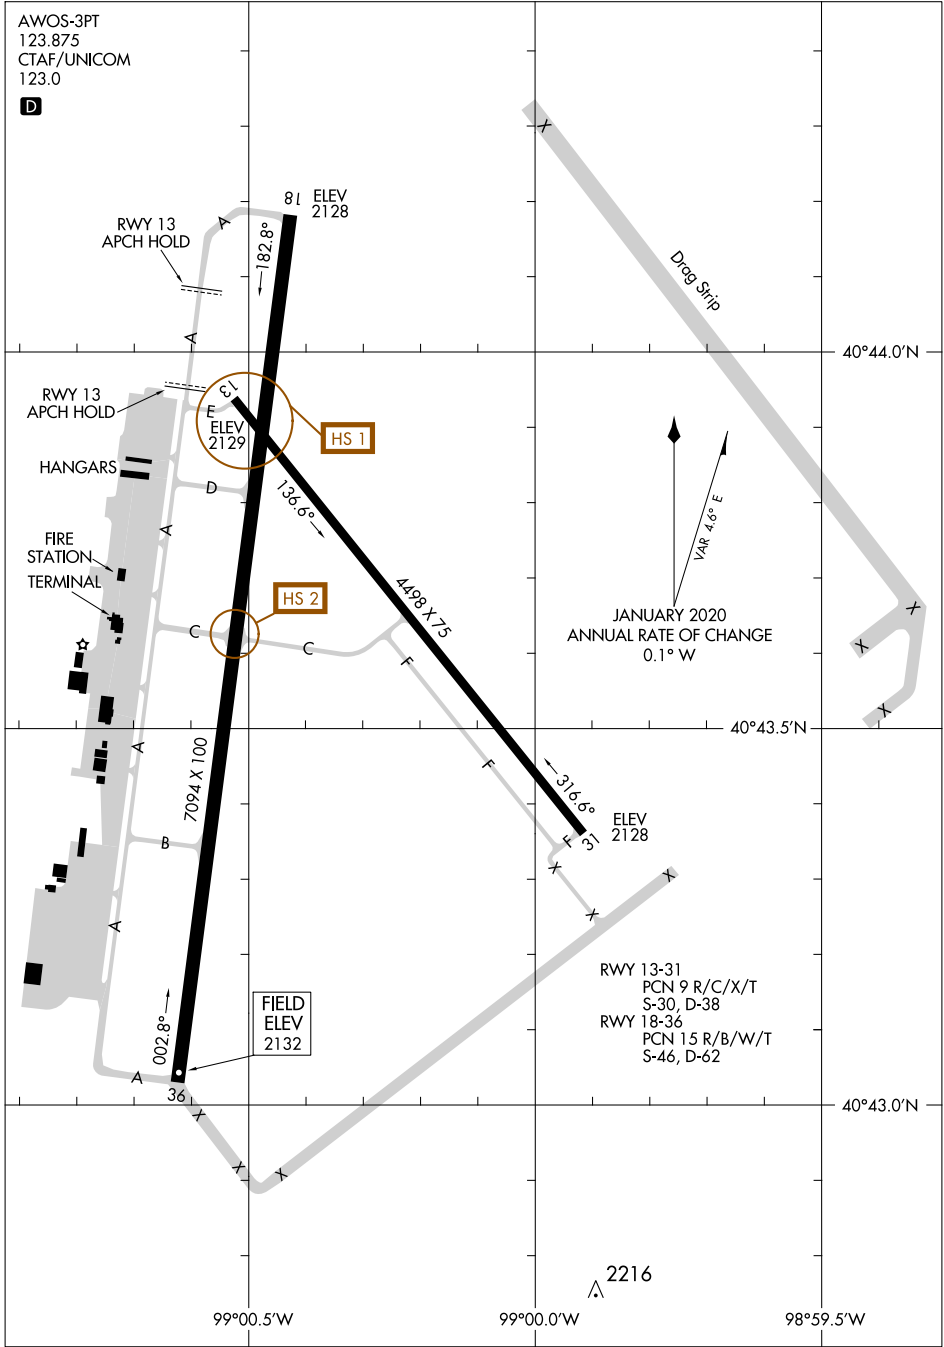 AWOS-3PT
123.875
CTAF/UNICOM
123.0
D
18
ELEV
2128
A
RWY 13
APCH HOLD
182.8°
Drag Strip
X
A
40°44.0'N
RWY 13
APCH HOLD
13
E
ELEV
2129
HS 1
HANGARS
D
136.6°
VAR 4.6° E
A
FIRE
STATION
TERMINAL
HS 2
4498 X 75
JANUARY 2020
ANNUAL RATE OF CHANGE
0.1° W
X
X
X
C
C
F
40°43.5'N
A
7094 X 100
F
316.6°
31
ELEV
2128
B
F
X
X
X
A
RWY 13-31
PCN 9 R/C/X/T
S-30, D-38
RWY 18-36
PCN 15 R/B/W/T
S-46, D-62
FIELD
ELEV
2132
002.8°
A
36
X
X
X
40°43.0'N
2216
99°00.5'W
99°00.0'W
98°59.5'W